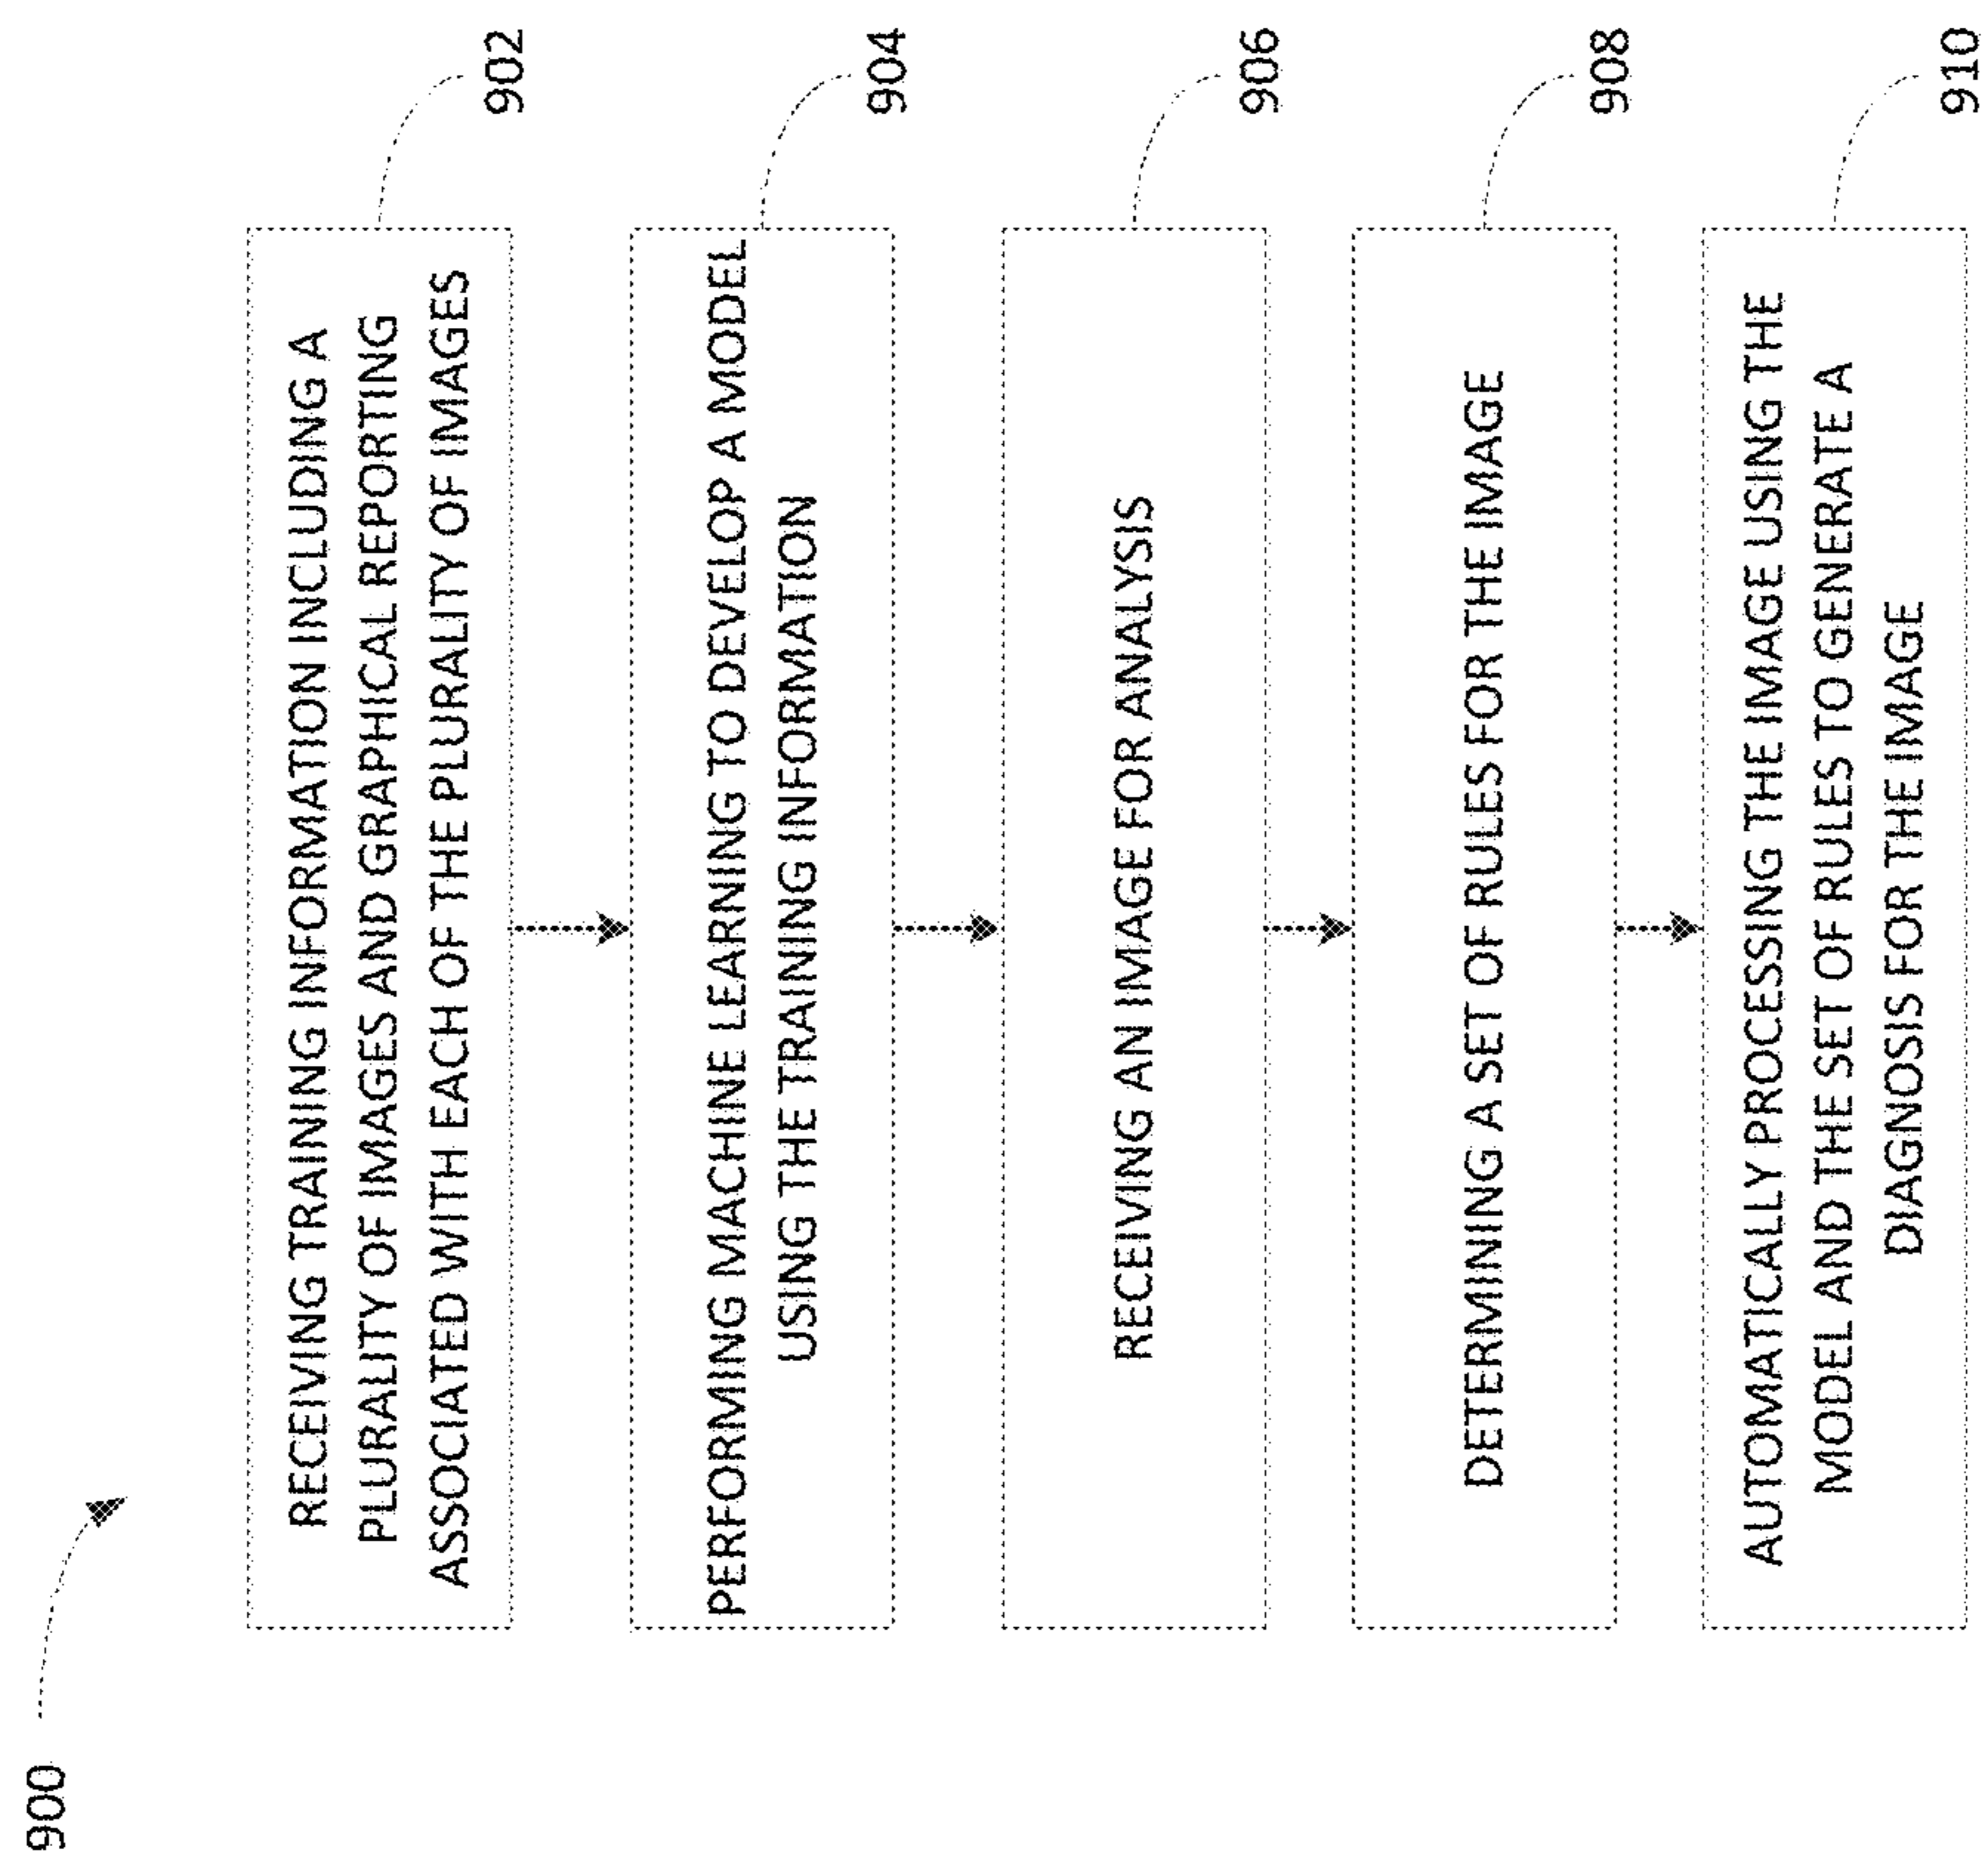 900
RECEIVING TRAINING INFORMATION INCLUDING A
PLURALITY OF IMAGES AND GRAPHICAL REPORTING
ASSOCIATED WITH EACH OF THE PLURALITY OF IMAGES
902
PERFORMING MACHINE LEARNING TO DEVELOP A MODEL
USING THE TRAINING INFORMATION
904
RECEIVING AN IMAGE FOR ANALYSIS
906
DETERMINING A SET OF RULES FOR THE IMAGE
908
AUTOMATICALLY PROCESSING THE IMAGE USING THE
MODEL AND THE SET OF RULES TO GENERATE A
DIAGNOSIS FOR THE IMAGE
910